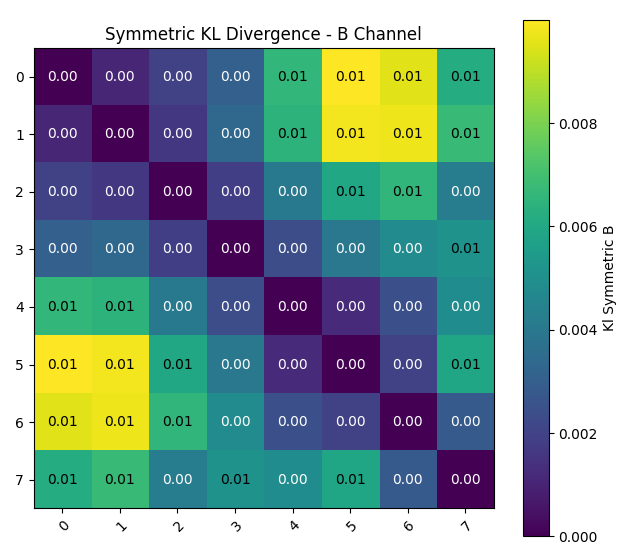 Symmetric KL Divergence - B Channel
0 0.00 0.00 0.00 0.00 0.01 0.01 0.01 0.01
1 0.00 0.00 0.00 0.00 0.01 0.01 0.01 0.01
2 0.00 0.00 0.00 0.00 0.00 0.01 0.01 0.00
3 0.00 0.00 0.00 0.00 0.00 0.00 0.00 0.01
4 0.01 0.01 0.00 0.00 0.00 0.00 0.00 0.00
5 0.01 0.01 0.01 0.00 0.00 0.00 0.00 0.01
6 0.01 0.01 0.01 0.00 0.00 0.00 0.00 0.00
7 0.01 0.01 0.00 0.01 0.00 0.01 0.00 0.00
0 1 2 3 4 5 6 7
0.008
0.006
0.004
0.002
0.000
Kl Symmetric B